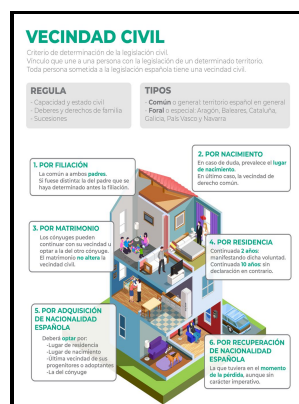 VECINDAD CIVIL
Criterio de determinación de la legislación civil.
Vínculo que une a una persona con la legislación de un determinado territorio.
Toda persona sometida a la legislación española tiene una vecindad civil.
REGULA
- Capacidad y estado civil
- Deberes y derechos de familia
- Sucesiones
TIPOS
- Común o general: territorio español en general
- Foral o especial: Aragón, Baleares, Cataluña,
Galicia, País Vasco y Navarra
1. POR FILIACIÓN
La común a ambos padres.
Si fuese distinta: la del padre que se
haya determinado antes la filiación.
2. POR NACIMIENTO
En caso de duda, prevalece el lugar
de nacimiento.
En último caso, la vecindad de
derecho común.
3. POR MATRIMONIO
Los cónyuges pueden
continuar con su vecindad u
optar a la del otro cónyuge.
El matrimonio no altera la
vecindad civil.
4. POR RESIDENCIA
Continuada 2 años:
manifestando dicha voluntad.
Continuada 10 años: sin
declaración en contrario.
5. POR ADQUISICIÓN
DE NACIONALIDAD
ESPAÑOLA
Deberá optar por:
-Lugar de residencia
-Lugar de nacimiento
-Última vecindad de sus
progenitores o adoptantes
-La del cónyuge
6. POR RECUPERACIÓN
DE NACIONALIDAD
ESPAÑOLA
La que tuviera en el momento
de la pérdida, aunque sin
carácter imperativo.